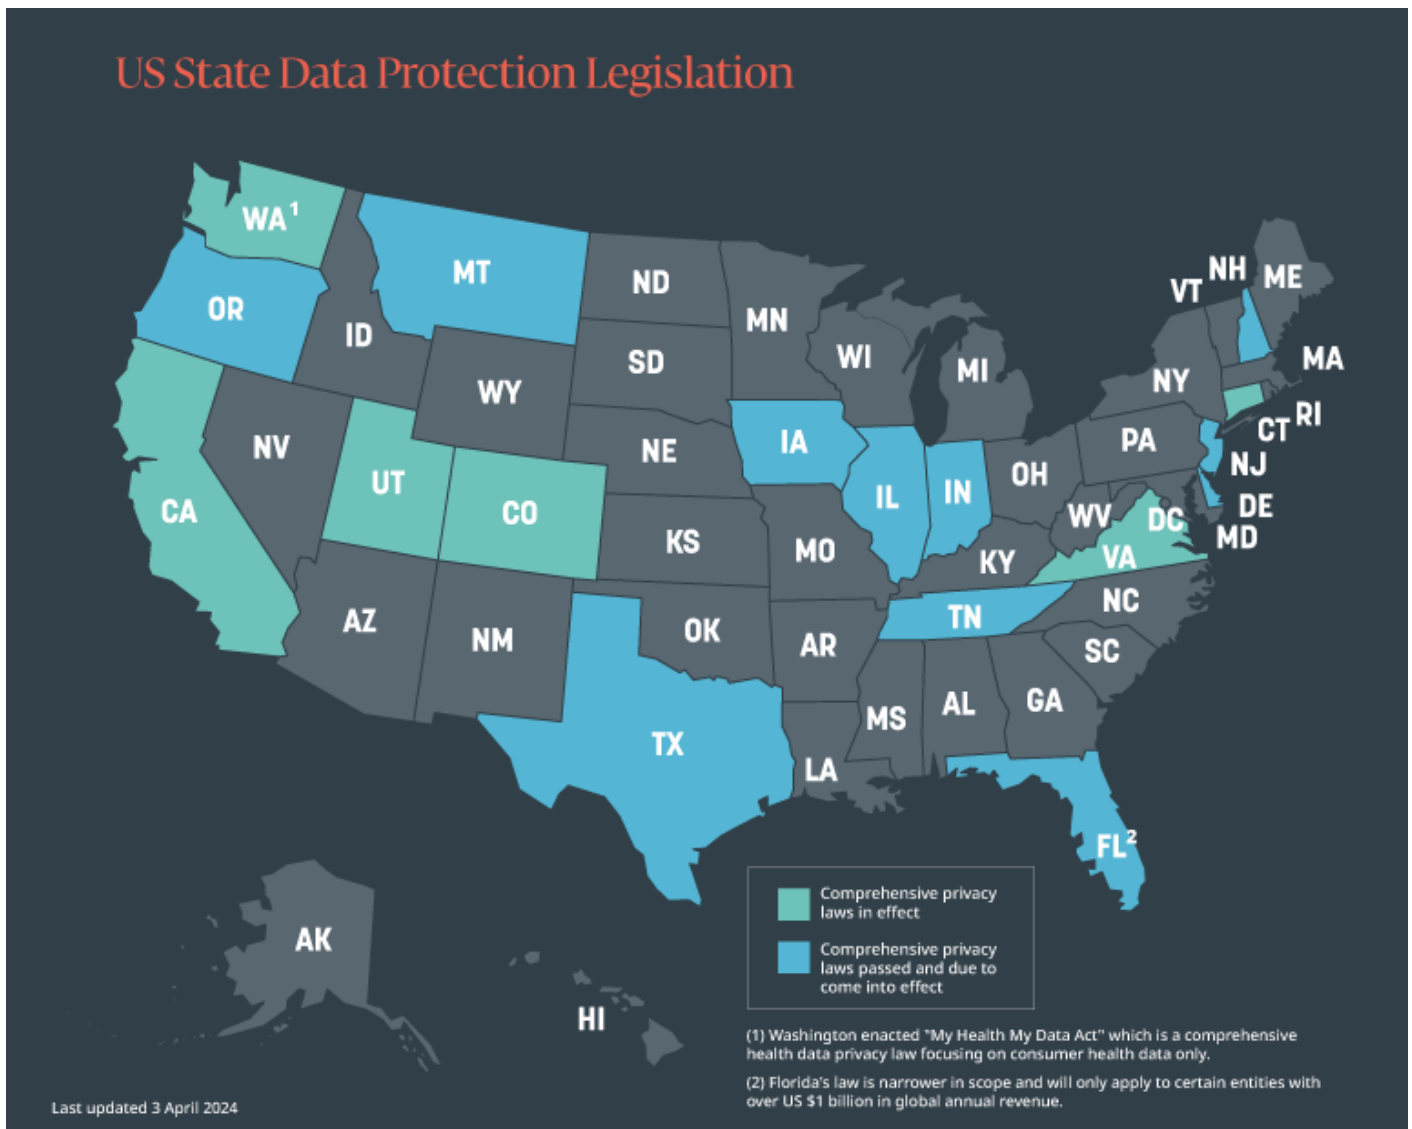 US State Data Protection Legislation
WA¹
MT
ND
MN
OR
ID
SD
WI
MI
VT
NH
ME
WY
NY
MA
NV
UT
CO
NE
IA
IL
IN
OH
PA
CT
RI
NJ
CA
KS
MO
KY
WV
DC
VA
DE
MD
AZ
NM
OK
AR
TN
NC
SC
TX
LA
MS
AL
GA
FL²
AK
HI
Comprehensive privacy
laws in effect
Comprehensive privacy
laws passed and due to
come into effect
(1) Washington enacted "My Health My Data Act" which is a comprehensive
health data privacy law focusing on consumer health data only.
(2) Florida's law is narrower in scope and will only apply to certain entities with
over US $1 billion in global annual revenue.
Last updated 3 April 2024